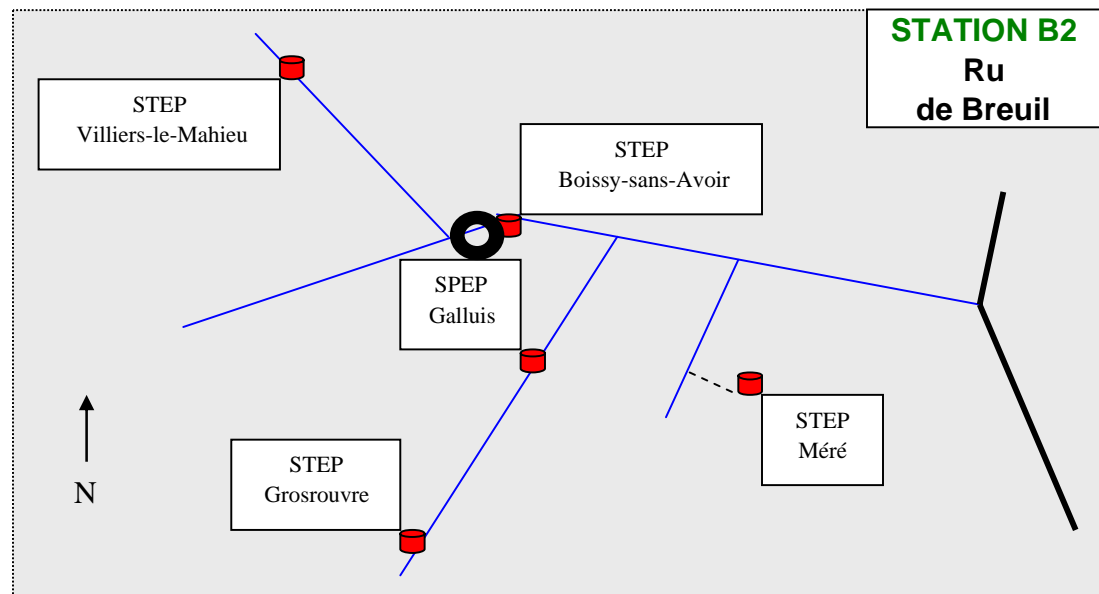 STATION B2
Ru
de Breuil
STEP
Villiers-le-Mahieu
STEP
Boissy-sans-Avoir
SPEP
Galluis
STEP
Méré
STEP
Grosrouvre
N